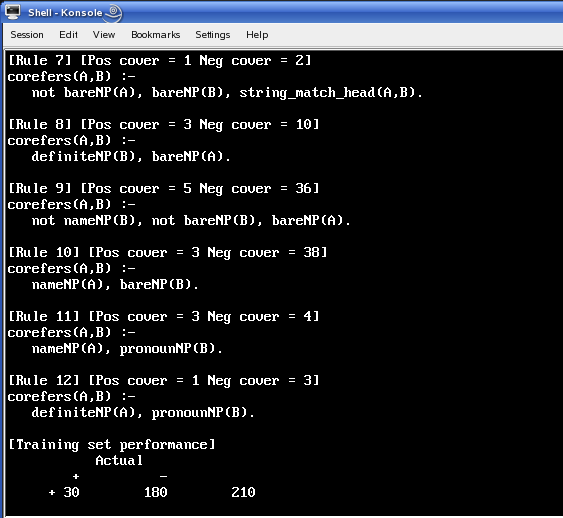 Shell - Konsole
Session Edit View Bookmarks Settings Help
[Rule 7] [Pos cover = 1 Neg cover = 2]
corefers(A,B) :-
not bareNP(A), bareNP(B), string_match_head(A,B).
[Rule 8] [Pos cover = 3 Neg cover = 10]
corefers(A,B) :-
definiteNP(B), bareNP(A).
[Rule 9] [Pos cover = 5 Neg cover = 36]
corefers(A,B) :-
not nameNP(B), not bareNP(B), bareNP(A).
[Rule 10] [Pos cover = 3 Neg cover = 38]
corefers(A,B) :-
nameNP(A), bareNP(B).
[Rule 11] [Pos cover = 3 Neg cover = 4]
corefers(A,B) :-
nameNP(A), pronounNP(B).
[Rule 12] [Pos cover = 1 Neg cover = 3]
corefers(A,B) :-
definiteNP(A), pronounNP(B).
[Training set performance]
Actual
+ -
+ 30 180 210